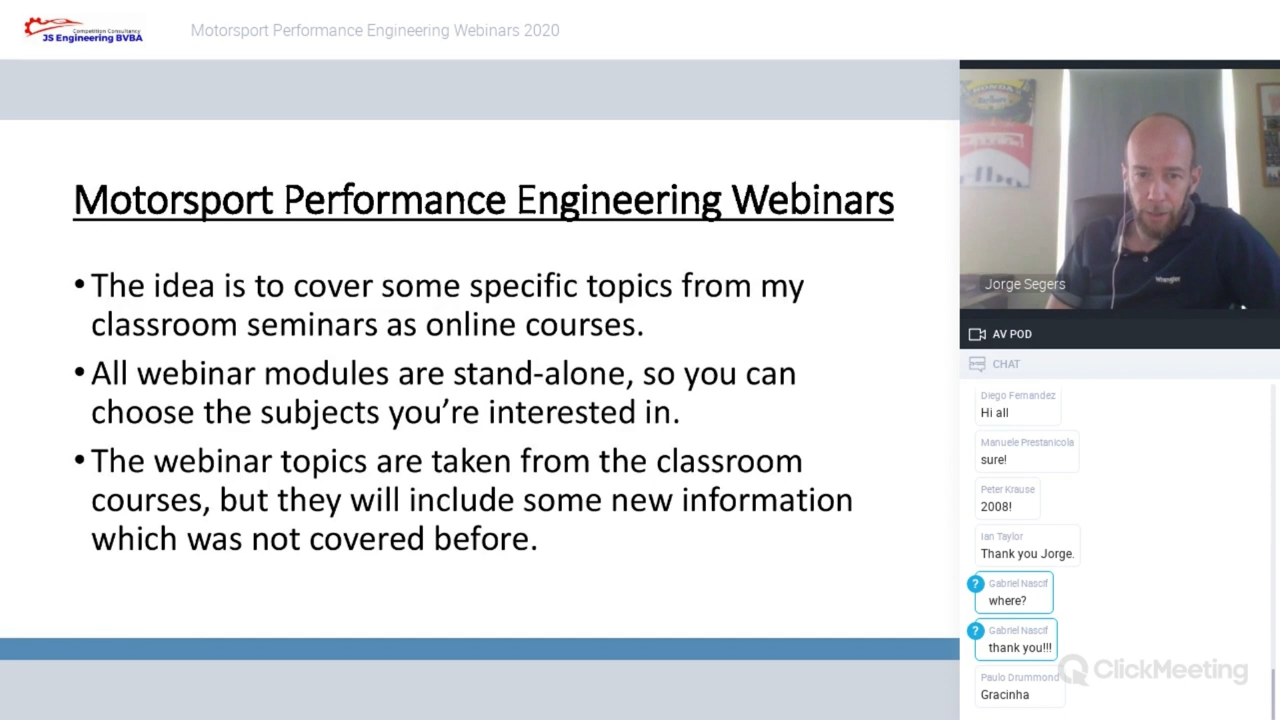 Competition Consultancy
JS Engineering BVBA
Motorsport Performance Engineering Webinars 2020
Motorsport Performance Engineering Webinars
• The idea is to cover some specific topics from my
classroom seminars as online courses.
• All webinar modules are stand-alone, so you can
choose the subjects you’re interested in.
• The webinar topics are taken from the classroom
courses, but they will include some new information
which was not covered before.
HONDA
Wrangler
Jorge Segers
AV POD
CHAT
Diego Fernandez
Hi all
Manuele Prestanicola
sure!
Peter Krause
2008!
Ian Taylor
Thank you Jorge.
?
Gabriel Nascif
where?
?
Gabriel Nascif
thank you!!!
Paulo Drummond
Gracinha
ClickMeeting